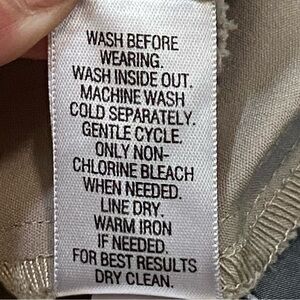 WASH BEFORE
WEARING.
WASH INSIDE OUT.
MACHINE WASH
COLD SEPARATELY.
GENTLE CYCLE.
ONLY NON-
CHLORINE BLEACH
WHEN NEEDED.
LINE DRY.
WARM IRON
IF NEEDED.
FOR BEST RESULTS
DRY CLEAN.